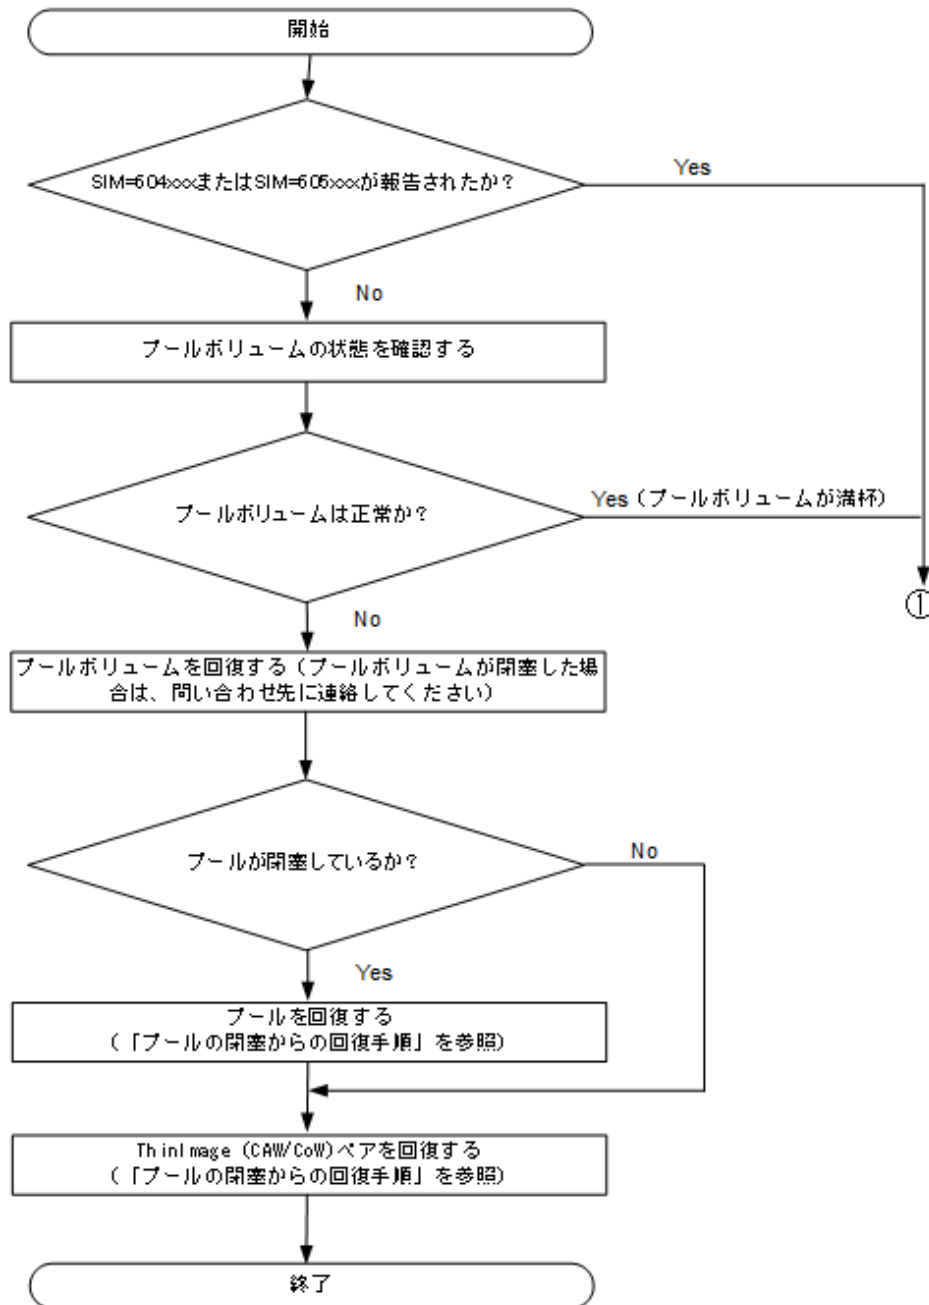 開始
SIM=604xxxまたはSIM=605xxxが報告されたか？
Yes
No
プールボリュームの状態を確認する
プールボリュームは正常か？
Yes（プールボリュームが満杯）
①
No
プールボリュームを回復する（プールボリュームが閉塞した場
合は、問い合わせ先に連絡してください）
プールが閉塞しているか？
No
Yes
プールを回復する
（「プールの閉塞からの回復手順」を参照）
ThinImage（CAW/CoW)ペアを回復する
（「プールの閉塞からの回復手順」を参照）
終了